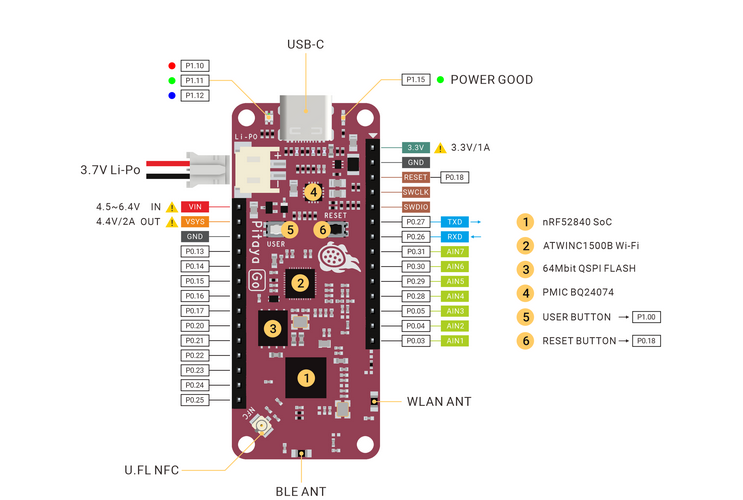 USB-C
P1.10
P1.11
P1.12
P1.15 POWER GOOD
Li-PO
3.7V Li-Po
+
-
3.3V 3.3V/1A
GND
RESET P0.18
SWCLK
SWDIO
P0.27 TXD
P0.26 RXD
P0.31 AIN7
P0.30 AIN6
P0.29 AIN5
P0.28 AIN4
P0.05 AIN3
P0.04 AIN2
P0.03 AIN1
4.5~6.4V IN VIN
4.4V/2A OUT VSYS
GND
P0.13
P0.14
P0.15
P0.16
P0.17
P0.20
P0.21
P0.22
P0.23
P0.24
P0.25
4
RESET
5
6
USER
Pitaya Go
2
3
1
NFC
1 nRF52840 SoC
2 ATWINC1500B Wi-Fi
3 64Mbit QSPI FLASH
4 PMIC BQ24074
5 USER BUTTON → P1.00
6 RESET BUTTON → P0.18
WLAN ANT
U.FL NFC
BLE ANT